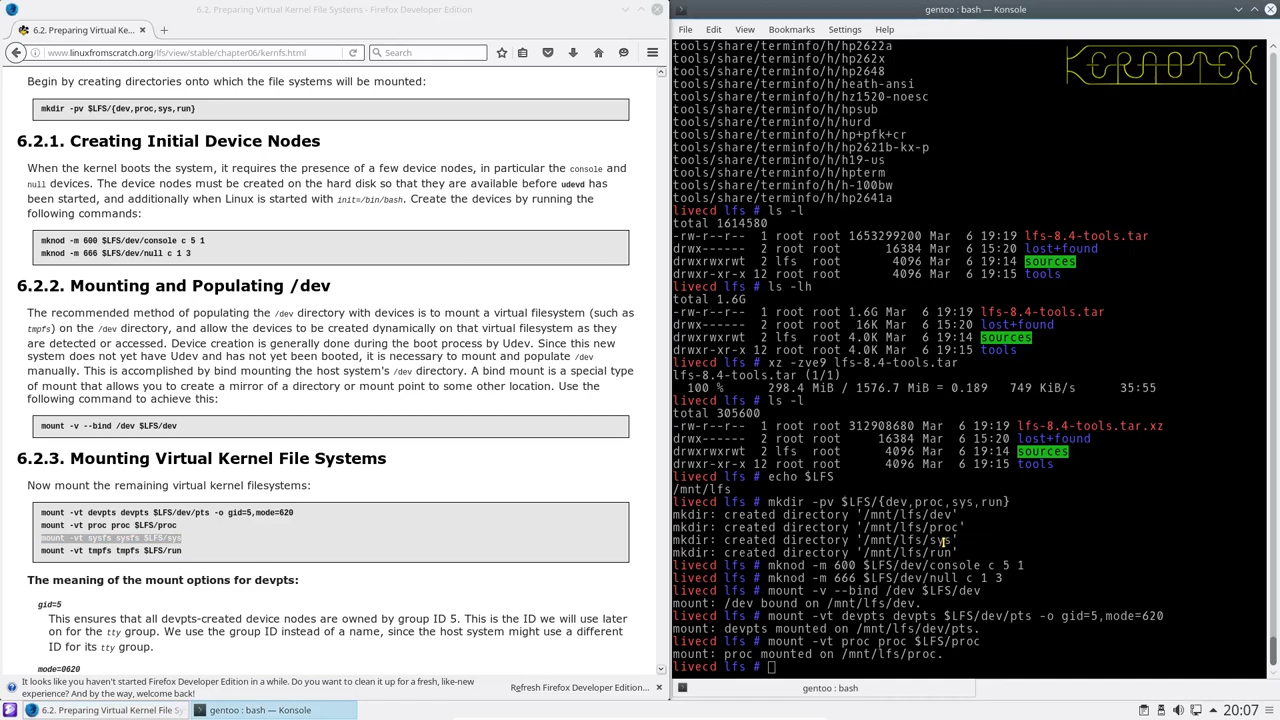 6.2. Preparing Virtual Kernel File Systems - Firefox Developer Edition
6.2. Preparing Virtual Ke...
www.linuxfromscratch.org/lfs/view/stable/chapter06/kernfs.html
Search
Begin by creating directories onto which the file systems will be mounted:
mkdir -pv $LFS/{dev,proc,sys,run}
6.2.1. Creating Initial Device Nodes
When the kernel boots the system, it requires the presence of a few device nodes, in particular the console and
null devices. The device nodes must be created on the hard disk so that they are available before udevd has
been started, and additionally when Linux is started with init=/bin/bash. Create the devices by running the
following commands:
mknod -m 600 $LFS/dev/console c 5 1
mknod -m 666 $LFS/dev/null c 1 3
6.2.2. Mounting and Populating /dev
The recommended method of populating the /dev directory with devices is to mount a virtual filesystem (such as
tmpfs) on the /dev directory, and allow the devices to be created dynamically on that virtual filesystem as they
are detected or accessed. Device creation is generally done during the boot process by Udev. Since this new
system does not yet have Udev and has not yet been booted, it is necessary to mount and populate /dev
manually. This is accomplished by bind mounting the host system's /dev directory. A bind mount is a special type
of mount that allows you to create a mirror of a directory or mount point to some other location. Use the
following command to achieve this:
mount -v --bind /dev $LFS/dev
6.2.3. Mounting Virtual Kernel File Systems
Now mount the remaining virtual kernel filesystems:
mount -vt devpts devpts $LFS/dev/pts -o gid=5,mode=620
mount -vt proc proc $LFS/proc
mount -vt sysfs sysfs $LFS/sys
mount -vt tmpfs tmpfs $LFS/run
The meaning of the mount options for devpts:
gid=5
This ensures that all devpts-created device nodes are owned by group ID 5. This is the ID we will use later
on for the tty group. We use the group ID instead of a name, since the host system might use a different
ID for its tty group.
mode=0620
It looks like you haven't started Firefox Developer Edition in a while. Do you want to clean it up for a fresh, like-new
experience? And by the way, welcome back!
Refresh Firefox Developer Edition...
gentoo : bash — Konsole
File Edit View Bookmarks Settings Help
KERNOTEX
tools/share/terminfo/h/hp2622a
tools/share/terminfo/h/hp262x
tools/share/terminfo/h/hp2648
tools/share/terminfo/h/heath-ansi
tools/share/terminfo/h/hz1520-noesc
tools/share/terminfo/h/hpsub
tools/share/terminfo/h/hurd
tools/share/terminfo/h/hp+pfk+cr
tools/share/terminfo/h/hp2621b-kx-p
tools/share/terminfo/h/h19-us
tools/share/terminfo/h/hpterm
tools/share/terminfo/h/h-100bw
tools/share/terminfo/h/hp2641a
livecd lfs # ls -l
total 1614580
-rw-r--r-- 1 root root 1653299200 Mar 6 19:19 lfs-8.4-tools.tar
drwx------ 2 root root 16384 Mar 6 15:20 lost+found
drwxrwxrwt 2 lfs root 4096 Mar 6 19:14 sources
drwxr-xr-x 12 root root 4096 Mar 6 19:15 tools
livecd lfs # ls -lh
total 1.6G
-rw-r--r-- 1 root root 1.6G Mar 6 19:19 lfs-8.4-tools.tar
drwx------ 2 root root 16K Mar 6 15:20 lost+found
drwxrwxrwt 2 lfs root 4.0K Mar 6 19:14 sources
drwxr-xr-x 12 root root 4.0K Mar 6 19:15 tools
livecd lfs # xz -zve9 lfs-8.4-tools.tar
lfs-8.4-tools.tar (1/1)
100 % 298.4 MiB / 1576.7 MiB = 0.189 749 KiB/s 35:55
livecd lfs # ls -l
total 305600
-rw-r--r-- 1 root root 312908680 Mar 6 19:19 lfs-8.4-tools.tar.xz
drwx------ 2 root root 16384 Mar 6 15:20 lost+found
drwxrwxrwt 2 lfs root 4096 Mar 6 19:14 sources
drwxr-xr-x 12 root root 4096 Mar 6 19:15 tools
livecd lfs # echo $LFS
/mnt/lfs
livecd lfs # mkdir -pv $LFS/{dev,proc,sys,run}
mkdir: created directory '/mnt/lfs/dev'
mkdir: created directory '/mnt/lfs/proc'
mkdir: created directory '/mnt/lfs/sys'
mkdir: created directory '/mnt/lfs/run'
livecd lfs # mknod -m 600 $LFS/dev/console c 5 1
livecd lfs # mknod -m 666 $LFS/dev/null c 1 3
livecd lfs # mount -v --bind /dev $LFS/dev
mount: /dev bound on /mnt/lfs/dev.
livecd lfs # mount -vt devpts devpts $LFS/dev/pts -o gid=5,mode=620
mount: devpts mounted on /mnt/lfs/dev/pts.
livecd lfs # mount -vt proc proc $LFS/proc
mount: proc mounted on /mnt/lfs/proc.
livecd lfs #
gentoo : bash
6.2. Preparing Virtual Kernel File Sy
gentoo : bash — Konsole
20:07